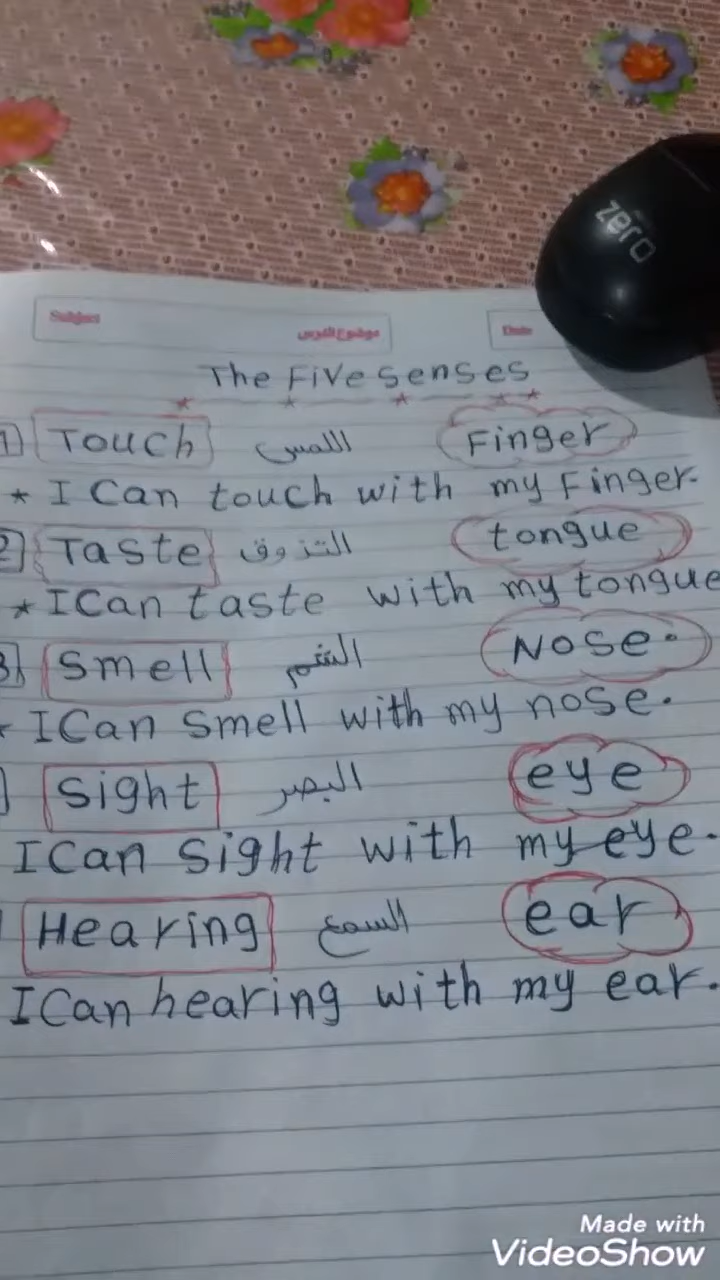 zero
Subject موضوع الدرس Date
The Five Senses
1 Touch اللمس Finger
* I Can touch with my Finger.
2 Taste التذوق tongue
* I Can taste with my tongue
3 Smell الشم Nose.
* I Can Smell with my nose.
Sight البصر eye
I Can Sight with my eye.
Hearing السمع ear
I Can hearing with my ear.
Made with
VideoShow